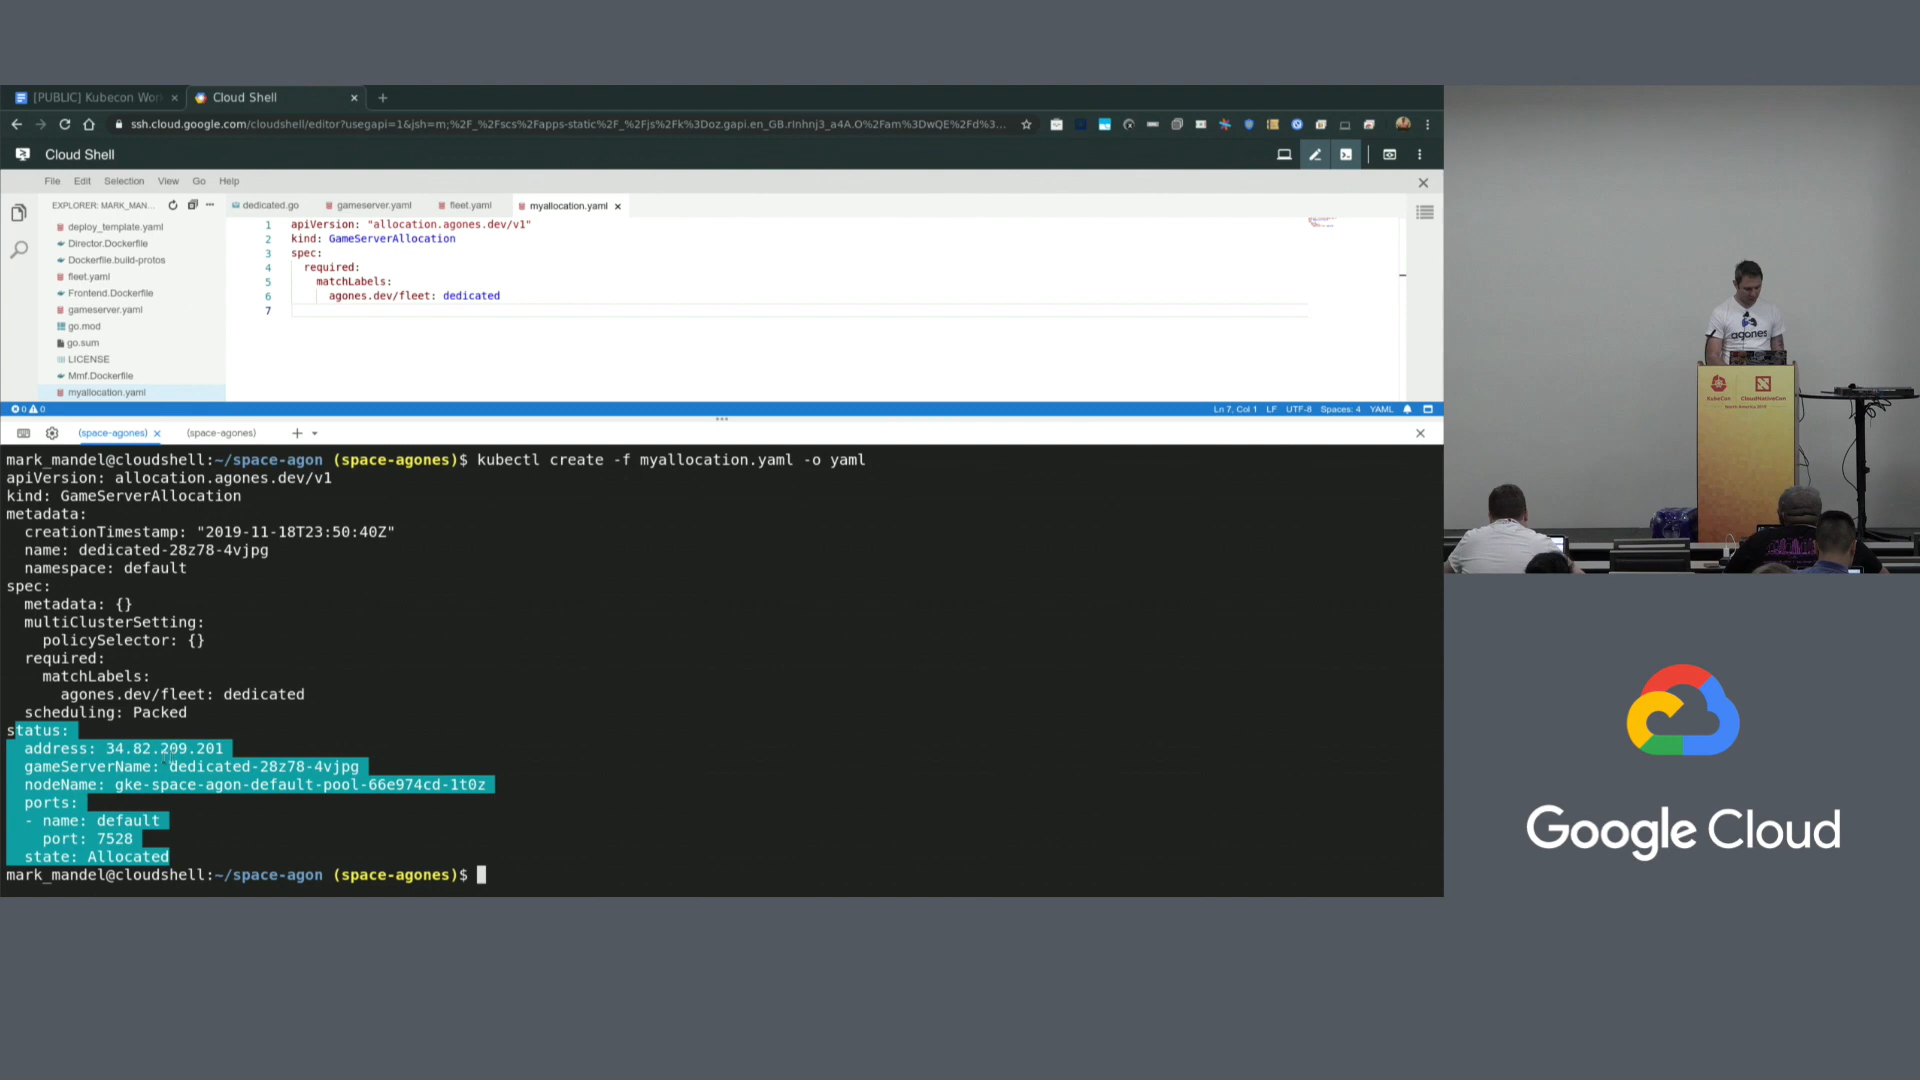 [PUBLIC] Kubecon Wor
Cloud Shell
ssh.cloud.google.com/cloudshell/editor?usegapi=1&jsh=m;%2F_%2Fscs%2Fapps-static%2F_%2Fjs%2Fk%3Doz.gapi.en_GB.rInhnj3_a4A.O%2Fam%3DwQE%2Fd%3...
Cloud Shell
File Edit Selection View Go Help
EXPLORER: MARK_MAN...
deploy_template.yaml
Director.Dockerfile
Dockerfile.build-protos
fleet.yaml
Frontend.Dockerfile
gameserver.yaml
go.mod
go.sum
LICENSE
Mmf.Dockerfile
myallocation.yaml
dedicated.go gameserver.yaml fleet.yaml myallocation.yaml
1 apiVersion: "allocation.agones.dev/v1"
2 kind: GameServerAllocation
3 spec:
4 required:
5 matchLabels:
6 agones.dev/fleet: dedicated
7
0 0 Ln 7, Col 1 LF UTF-8 Spaces: 4 YAML
(space-agones) (space-agones)
mark_mandel@cloudshell:~/space-agon (space-agones)$ kubectl create -f myallocation.yaml -o yaml
apiVersion: allocation.agones.dev/v1
kind: GameServerAllocation
metadata:
creationTimestamp: "2019-11-18T23:50:40Z"
name: dedicated-28z78-4vjpg
namespace: default
spec:
metadata: {}
multiClusterSetting:
policySelector: {}
required:
matchLabels:
agones.dev/fleet: dedicated
scheduling: Packed
status:
address: 34.82.209.201
gameServerName: dedicated-28z78-4vjpg
nodeName: gke-space-agon-default-pool-66e974cd-1t0z
ports:
- name: default
port: 7528
state: Allocated
mark_mandel@cloudshell:~/space-agon (space-agones)$
agones
KubeCon CloudNativeCon
North America 2019
Google Cloud